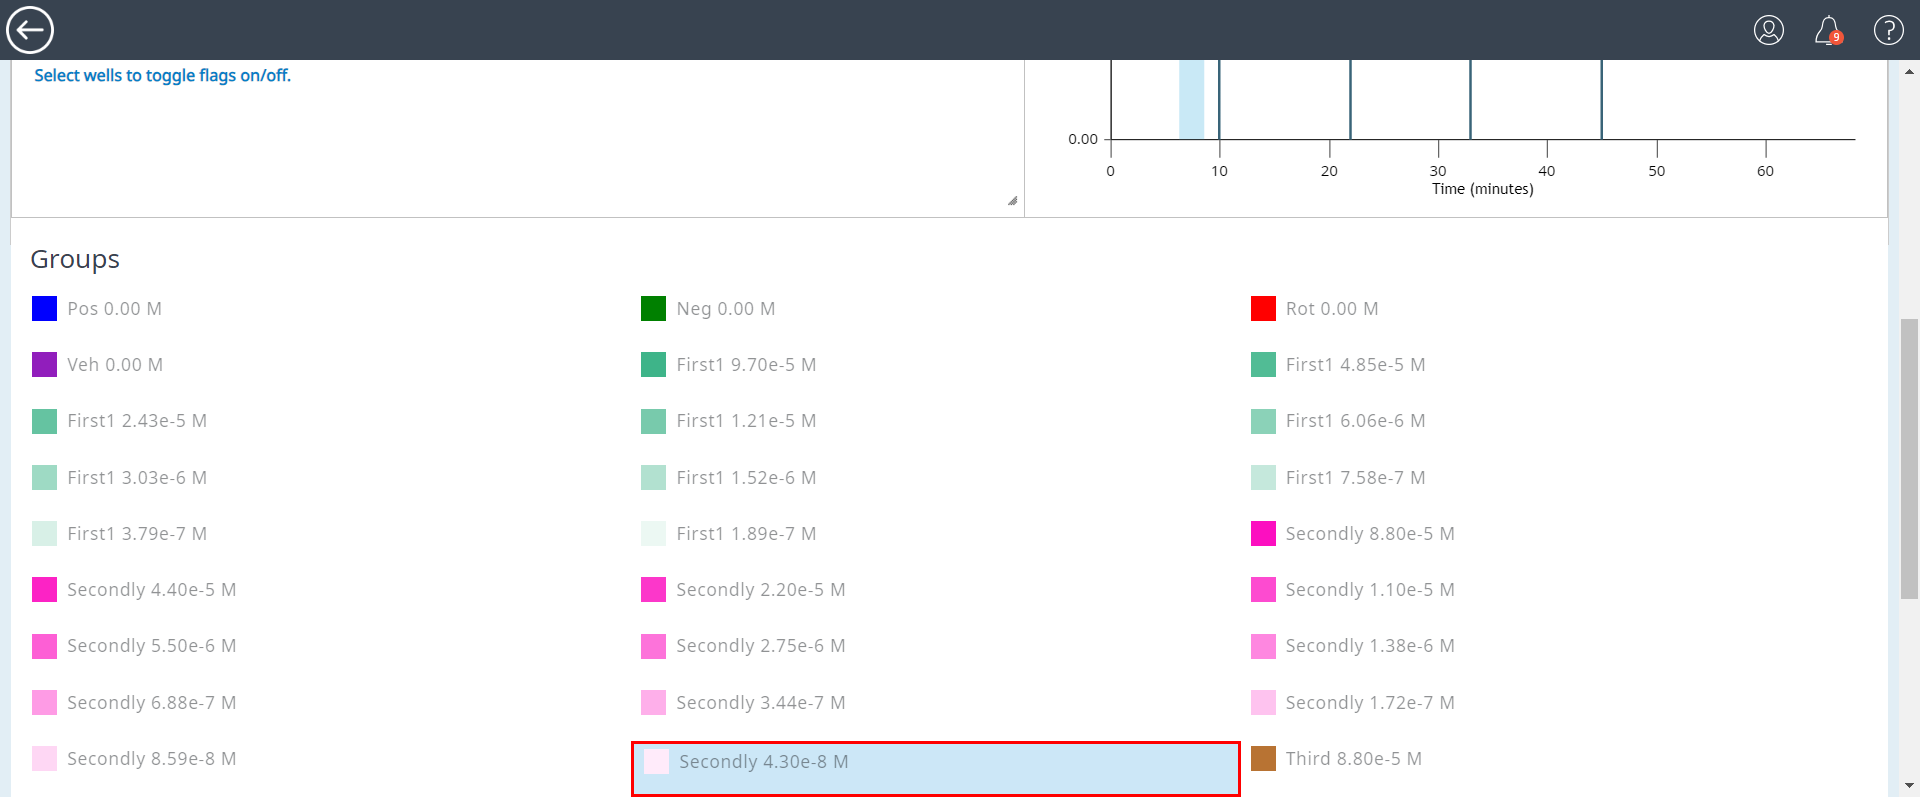 9
Select wells to toggle flags on/off.
0.00
0 10 20 30 40 50 60
Time (minutes)
Groups
Pos 0.00 M Neg 0.00 M Rot 0.00 M
Veh 0.00 M First1 9.70e-5 M First1 4.85e-5 M
First1 2.43e-5 M First1 1.21e-5 M First1 6.06e-6 M
First1 3.03e-6 M First1 1.52e-6 M First1 7.58e-7 M
First1 3.79e-7 M First1 1.89e-7 M Secondly 8.80e-5 M
Secondly 4.40e-5 M Secondly 2.20e-5 M Secondly 1.10e-5 M
Secondly 5.50e-6 M Secondly 2.75e-6 M Secondly 1.38e-6 M
Secondly 6.88e-7 M Secondly 3.44e-7 M Secondly 1.72e-7 M
Secondly 8.59e-8 M Secondly 4.30e-8 M Third 8.80e-5 M